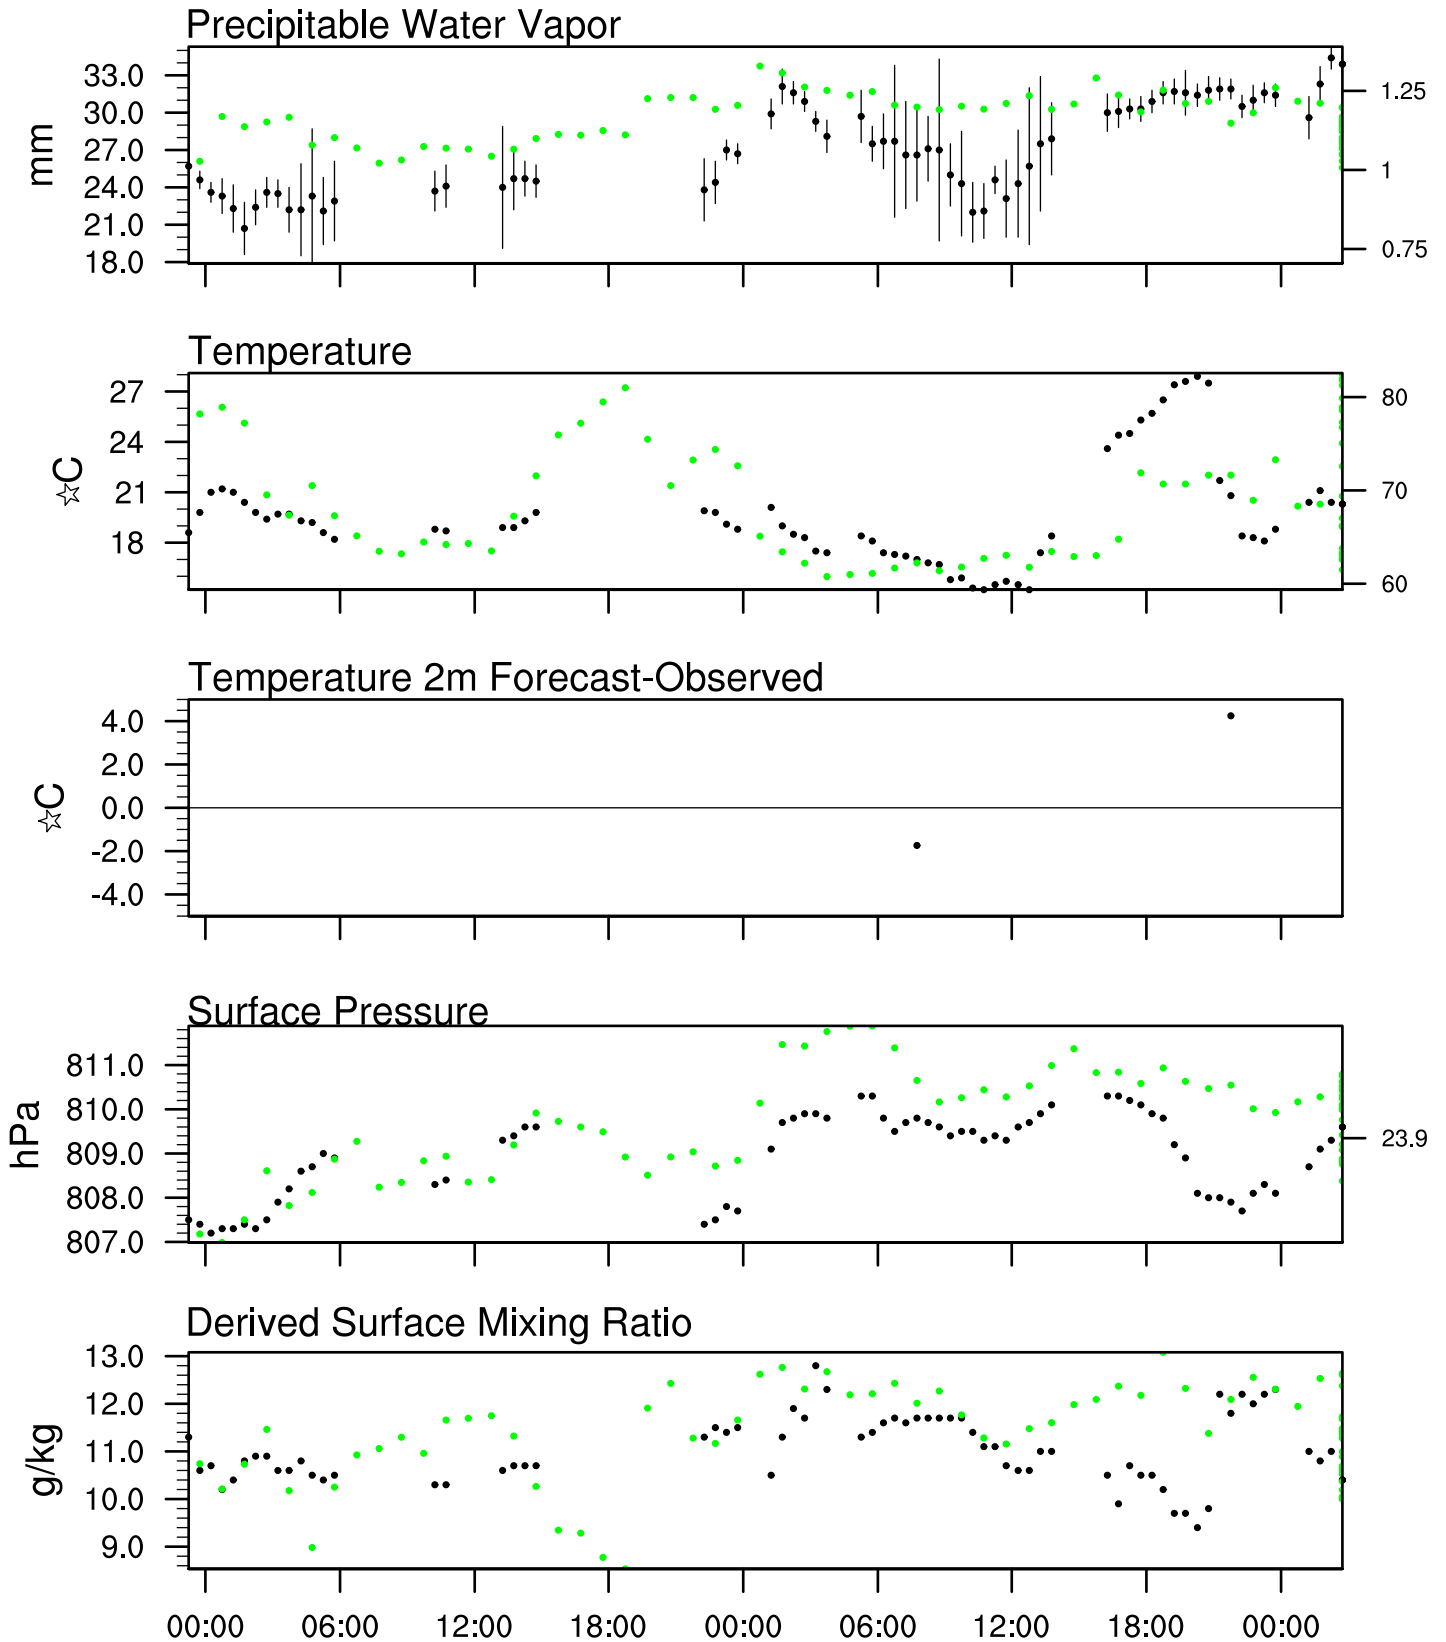 Precipitable Water Vapor
33.0
30.0
27.0
24.0
21.0
18.0
mm
1.25
1
0.75
Temperature
27
24
21
18
☆C
80
70
60
Temperature 2m Forecast-Observed
4.0
2.0
0.0
-2.0
-4.0
☆C
Surface Pressure
811.0
810.0
809.0
808.0
807.0
hPa
23.9
Derived Surface Mixing Ratio
13.0
12.0
11.0
10.0
9.0
g/kg
00:00 06:00 12:00 18:00 00:00 06:00 12:00 18:00 00:00